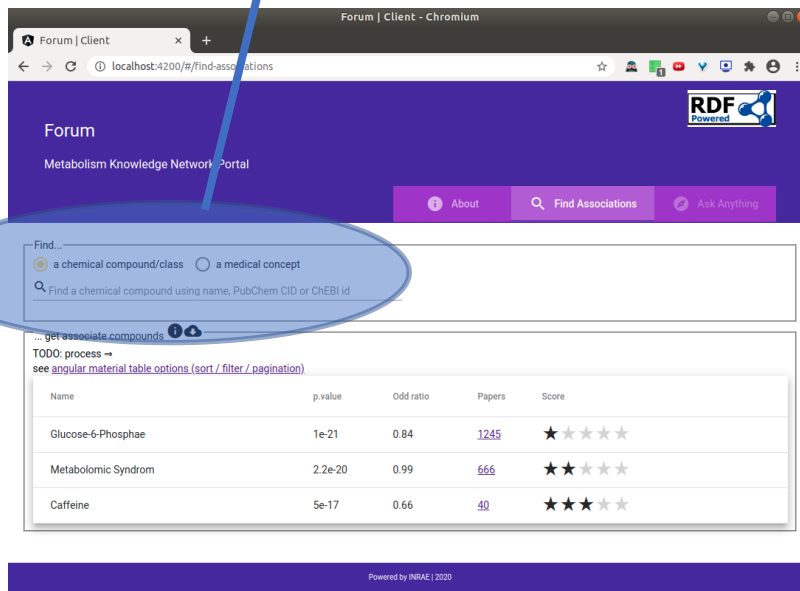 Forum | Client - Chromium
Forum | Client × +
localhost:4200/#/find-associations
1
RDF
Powered
Forum
Metabolism Knowledge Network Portal
About Find Associations Ask Anything
Find...
a chemical compound/class a medical concept
Find a chemical compound using name, PubChem CID or ChEBI id
... get associate compounds
TODO: process ⇒
see angular material table options (sort / filter / pagination)
Name p.value Odd ratio Papers Score
Glucose-6-Phosphae 1e-21 0.84 1245 ★★★★★
Metabolomic Syndrom 2.2e-20 0.99 666 ★★★★★
Caffeine 5e-17 0.66 40 ★★★★★
Powered by INRAE | 2020